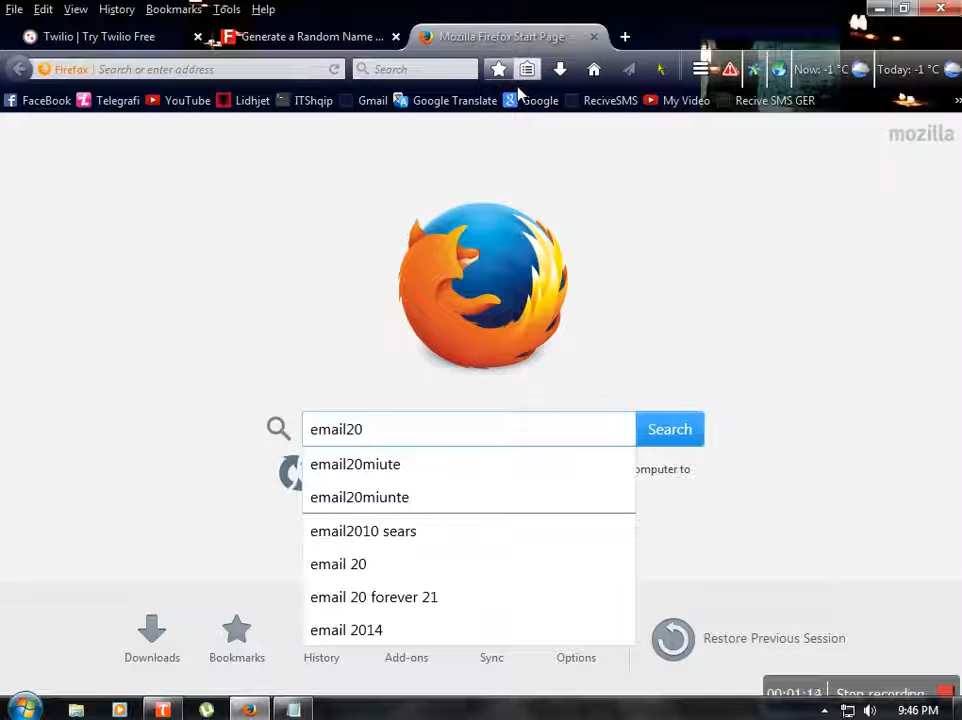 File Edit View History Bookmarks Tools Help
Twilio | Try Twilio Free
Generate a Random Name ...
Mozilla Firefox Start Page
Firefox Search or enter address
Search
Now: -1 °C
Today: -1 °C
FaceBook Telegrafi YouTube Lidhjet ITShqip Gmail Google Translate Google ReciveSMS My Video Recive SMS GER
mozilla
email20
Search
email20miute
omputer to
email20miunte
email2010 sears
email 20
email 20 forever 21
email 2014
Restore Previous Session
Downloads Bookmarks History Add-ons Sync Options
00:01:14 Stop recording
9:46 PM